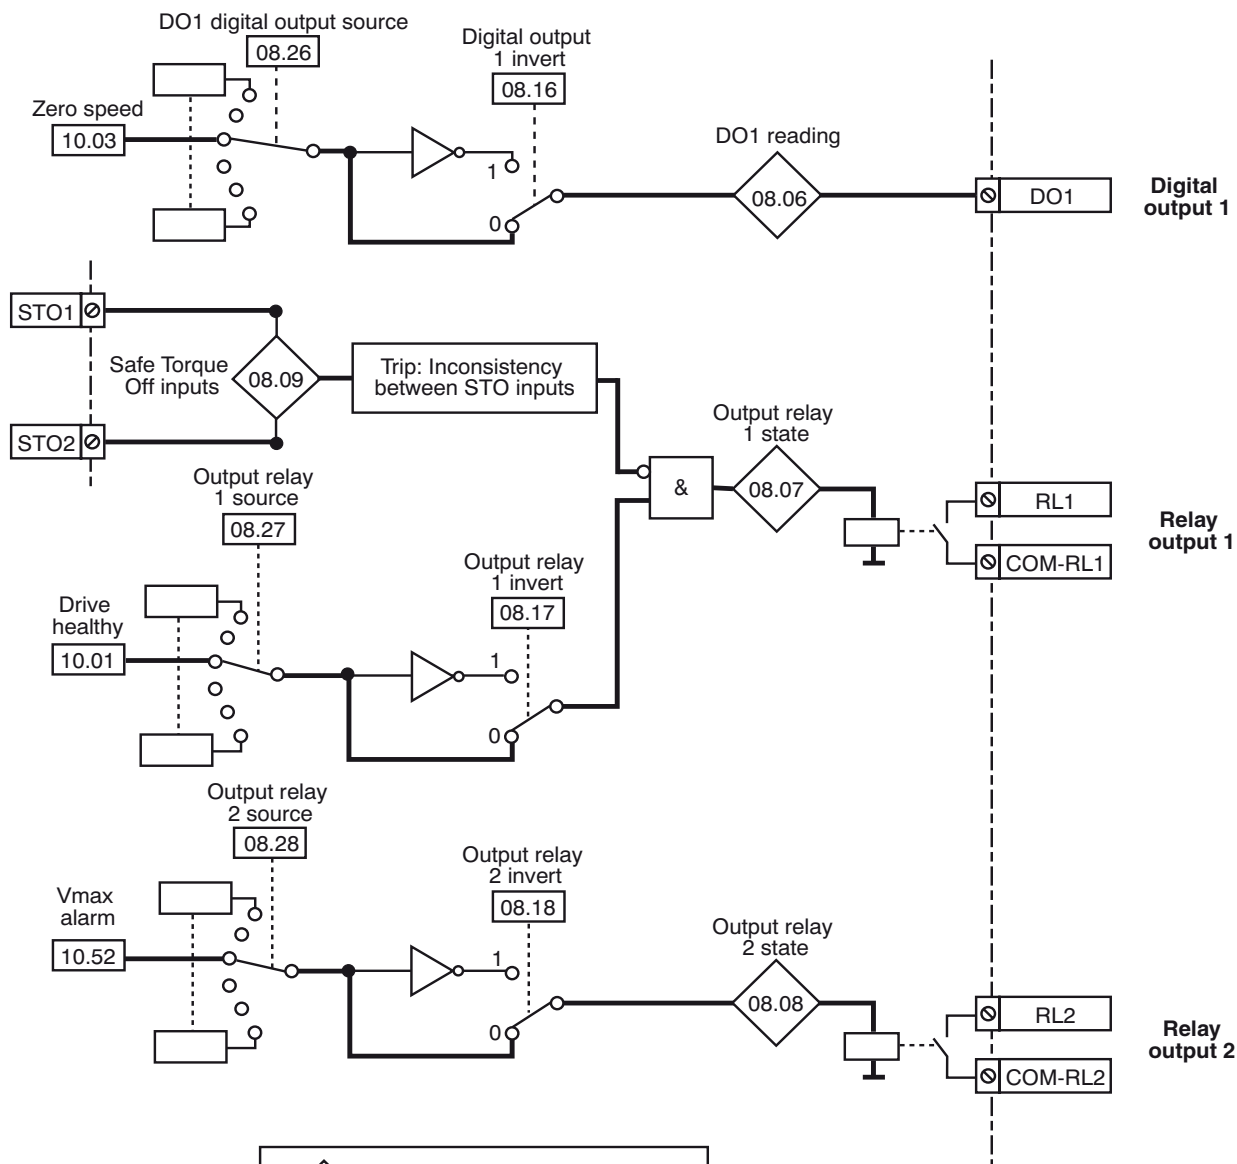 DO1 digital output source
08.26
Digital output
1 invert
08.16
Zero speed
10.03
1
0
DO1 reading
08.06
DO1
Digital
output 1
STO1
Safe Torque
Off inputs
08.09
STO2
Trip: Inconsistency
between STO inputs
Output relay
1 source
08.27
Output relay
1 state
&
08.07
RL1
COM-RL1
Relay
output 1
Output relay
1 invert
08.17
Drive
healthy
10.01
1
0
Output relay
2 source
08.28
Output relay
2 invert
08.18
Vmax
alarm
10.52
1
0
Output relay
2 state
08.08
RL2
COM-RL2
Relay
output 2